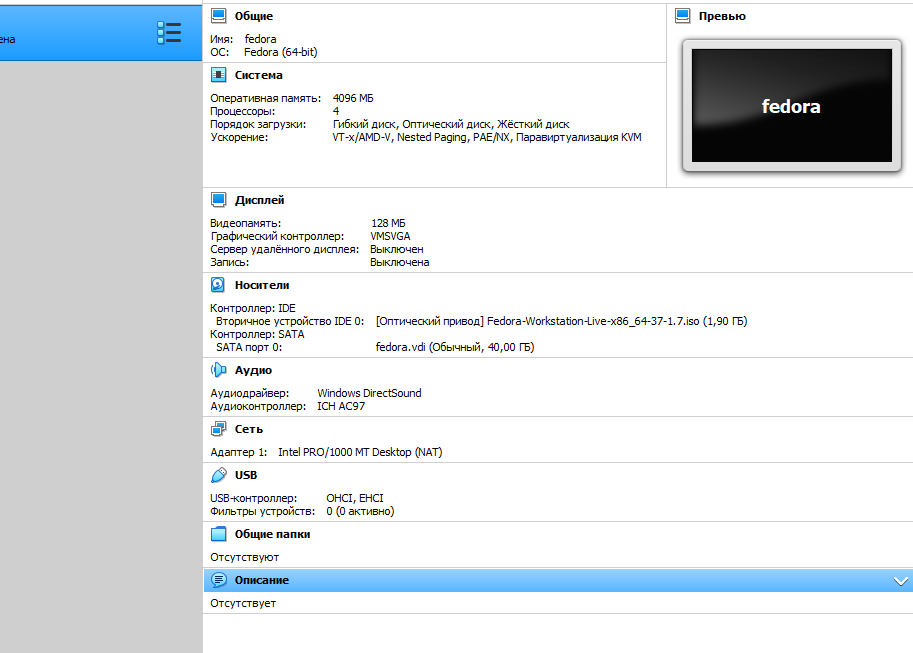 ена
Общие
Имя: fedora
ОС: Fedora (64-bit)
Превью
fedora
Система
Оперативная память: 4096 МБ
Процессоры: 4
Порядок загрузки: Гибкий диск, Оптический диск, Жёсткий диск
Ускорение: VT-x/AMD-V, Nested Paging, PAE/NX, Паравиртуализация KVM
Дисплей
Видеопамять: 128 МБ
Графический контроллер: VMSVGA
Сервер удалённого дисплея: Выключен
Запись: Выключена
Носители
Контроллер: IDE
Вторичное устройство IDE 0: [Оптический привод] Fedora-Workstation-Live-x86_64-37-1.7.iso (1,90 ГБ)
Контроллер: SATA
SATA порт 0: fedora.vdi (Обычный, 40,00 ГБ)
Аудио
Аудиодрайвер: Windows DirectSound
Аудиоконтроллер: ICH AC97
Сеть
Адаптер 1: Intel PRO/1000 MT Desktop (NAT)
USB
USB-контроллер: OHCI, EHCI
Фильтры устройств: 0 (0 активно)
Общие папки
Отсутствуют
Описание
Отсутствует